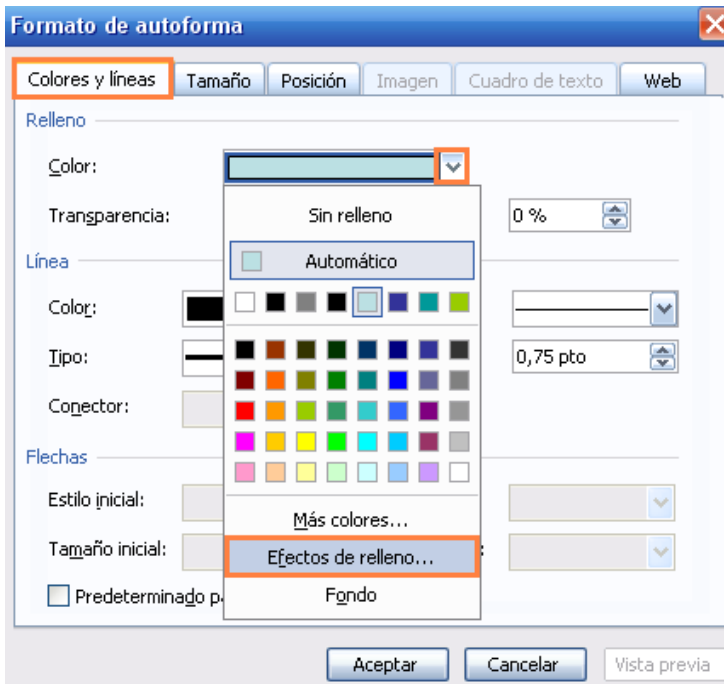 Formato de autoforma
Colores y líneas Tamaño Posición Imagen Cuadro de texto Web
Relleno
Color:
Transparencia: 0 %
Sin relleno
Automático
Línea
Color:
Tipo: 0,75 pto
Conector:
Flechas
Estilo inicial:
Más colores...
Tamaño inicial: :
Efectos de relleno...
Predeterminado pa
Fondo
Aceptar Cancelar Vista previa